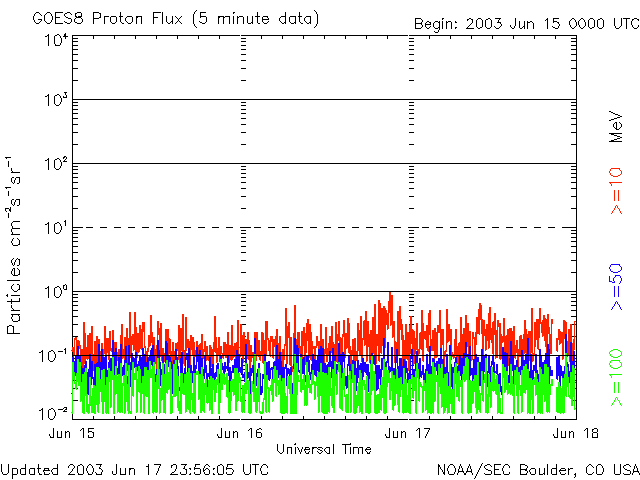 GOES8 Proton Flux (5 minute data)
Begin: 2003 Jun 15 0000 UTC
10⁴
10³
10²
10¹
10⁰
10⁻¹
10⁻²
Particles cm⁻²s⁻¹sr⁻¹
Jun 15
Jun 16
Jun 17
Jun 18
Universal Time
MeV
>=10
>=50
>=100
Updated 2003 Jun 17 23:56:05 UTC
NOAA/SEC Boulder, CO USA